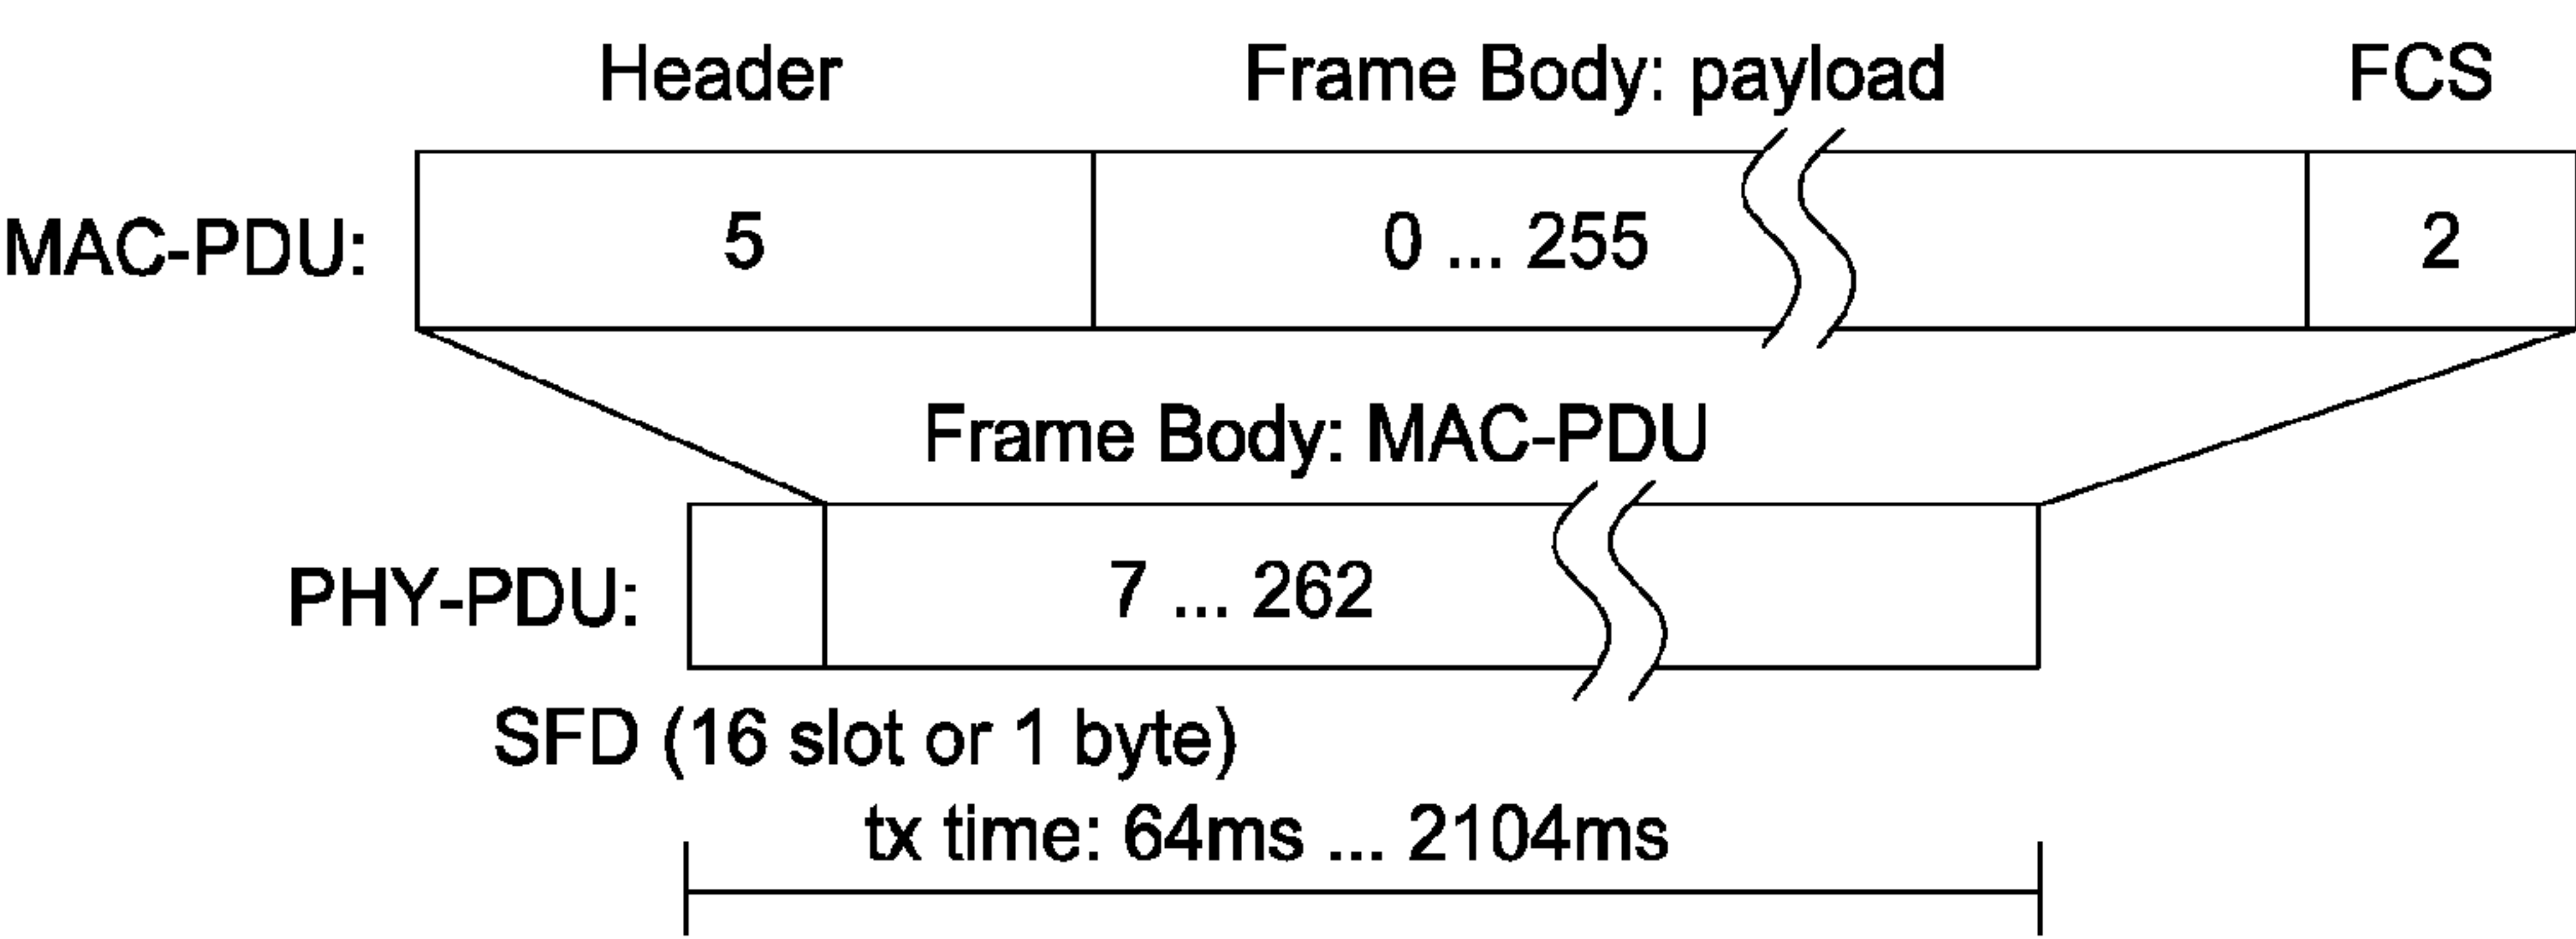 Header Frame Body: payload FCS
MAC-PDU: 5 0 ... 255 2
Frame Body: MAC-PDU
PHY-PDU: 7 ... 262
SFD (16 slot or 1 byte)
tx time: 64ms ... 2104ms